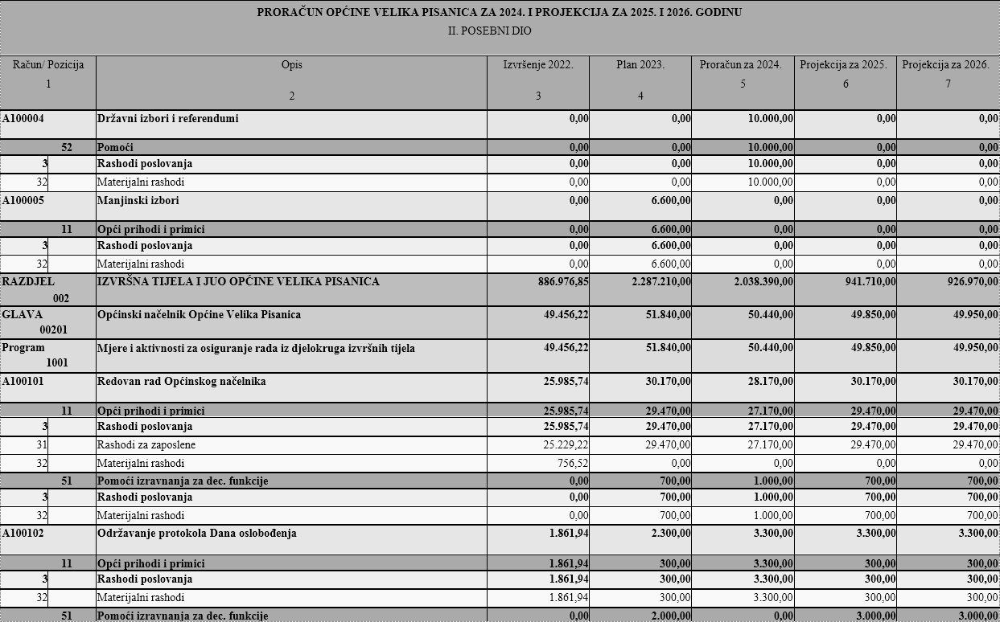 PRORAČUN OPĆINE VELIKA PISANICA ZA 2024. I PROJEKCIJA ZA 2025. I 2026. GODINU
II. POSEBNI DIO
Račun/ Pozicija Opis Izvršenje 2022. Plan 2023. Proračun za 2024. Projekcija za 2025. Projekcija za 2026.
1 2 3 4 5 6 7
A100004 Državni izbori i referendumi 0,00 0,00 10.000,00 0,00 0,00
52 Pomoći 0,00 0,00 10.000,00 0,00 0,00
3 Rashodi poslovanja 0,00 0,00 10.000,00 0,00 0,00
32 Materijalni rashodi 0,00 0,00 10.000,00 0,00 0,00
A100005 Manjinski izbori 0,00 6.600,00 0,00 0,00 0,00
11 Opći prihodi i primici 0,00 6.600,00 0,00 0,00 0,00
3 Rashodi poslovanja 0,00 6.600,00 0,00 0,00 0,00
32 Materijalni rashodi 0,00 6.600,00 0,00 0,00 0,00
RAZDJEL IZVRŠNA TIJELA I JUO OPĆINE VELIKA PISANICA 886.976,85 2.287.210,00 2.038.390,00 941.710,00 926.970,00
002
GLAVA Općinski načelnik Općine Velika Pisanica 49.456,22 51.840,00 50.440,00 49.850,00 49.950,00
00201
Program Mjere i aktivnosti za osiguranje rada iz djelokruga izvršnih tijela 49.456,22 51.840,00 50.440,00 49.850,00 49.950,00
1001
A100101 Redovan rad Općinskog načelnika 25.985,74 30.170,00 28.170,00 30.170,00 30.170,00
11 Opći prihodi i primici 25.985,74 29.470,00 27.170,00 29.470,00 29.470,00
3 Rashodi poslovanja 25.985,74 29.470,00 27.170,00 29.470,00 29.470,00
31 Rashodi za zaposlene 25.229,22 29.470,00 27.170,00 29.470,00 29.470,00
32 Materijalni rashodi 756,52 0,00 0,00 0,00 0,00
51 Pomoći izravnanja za dec. funkcije 0,00 700,00 1.000,00 700,00 700,00
3 Rashodi poslovanja 0,00 700,00 1.000,00 700,00 700,00
32 Materijalni rashodi 0,00 700,00 1.000,00 700,00 700,00
A100102 Održavanje protokola Dana oslobođenja 1.861,94 2.300,00 3.300,00 3.300,00 3.300,00
11 Opći prihodi i primici 1.861,94 300,00 3.300,00 300,00 300,00
3 Rashodi poslovanja 1.861,94 300,00 3.300,00 300,00 300,00
32 Materijalni rashodi 1.861,94 300,00 3.300,00 300,00 300,00
51 Pomoći izravnanja za dec. funkcije 0,00 2.000,00 0,00 3.000,00 3.000,00